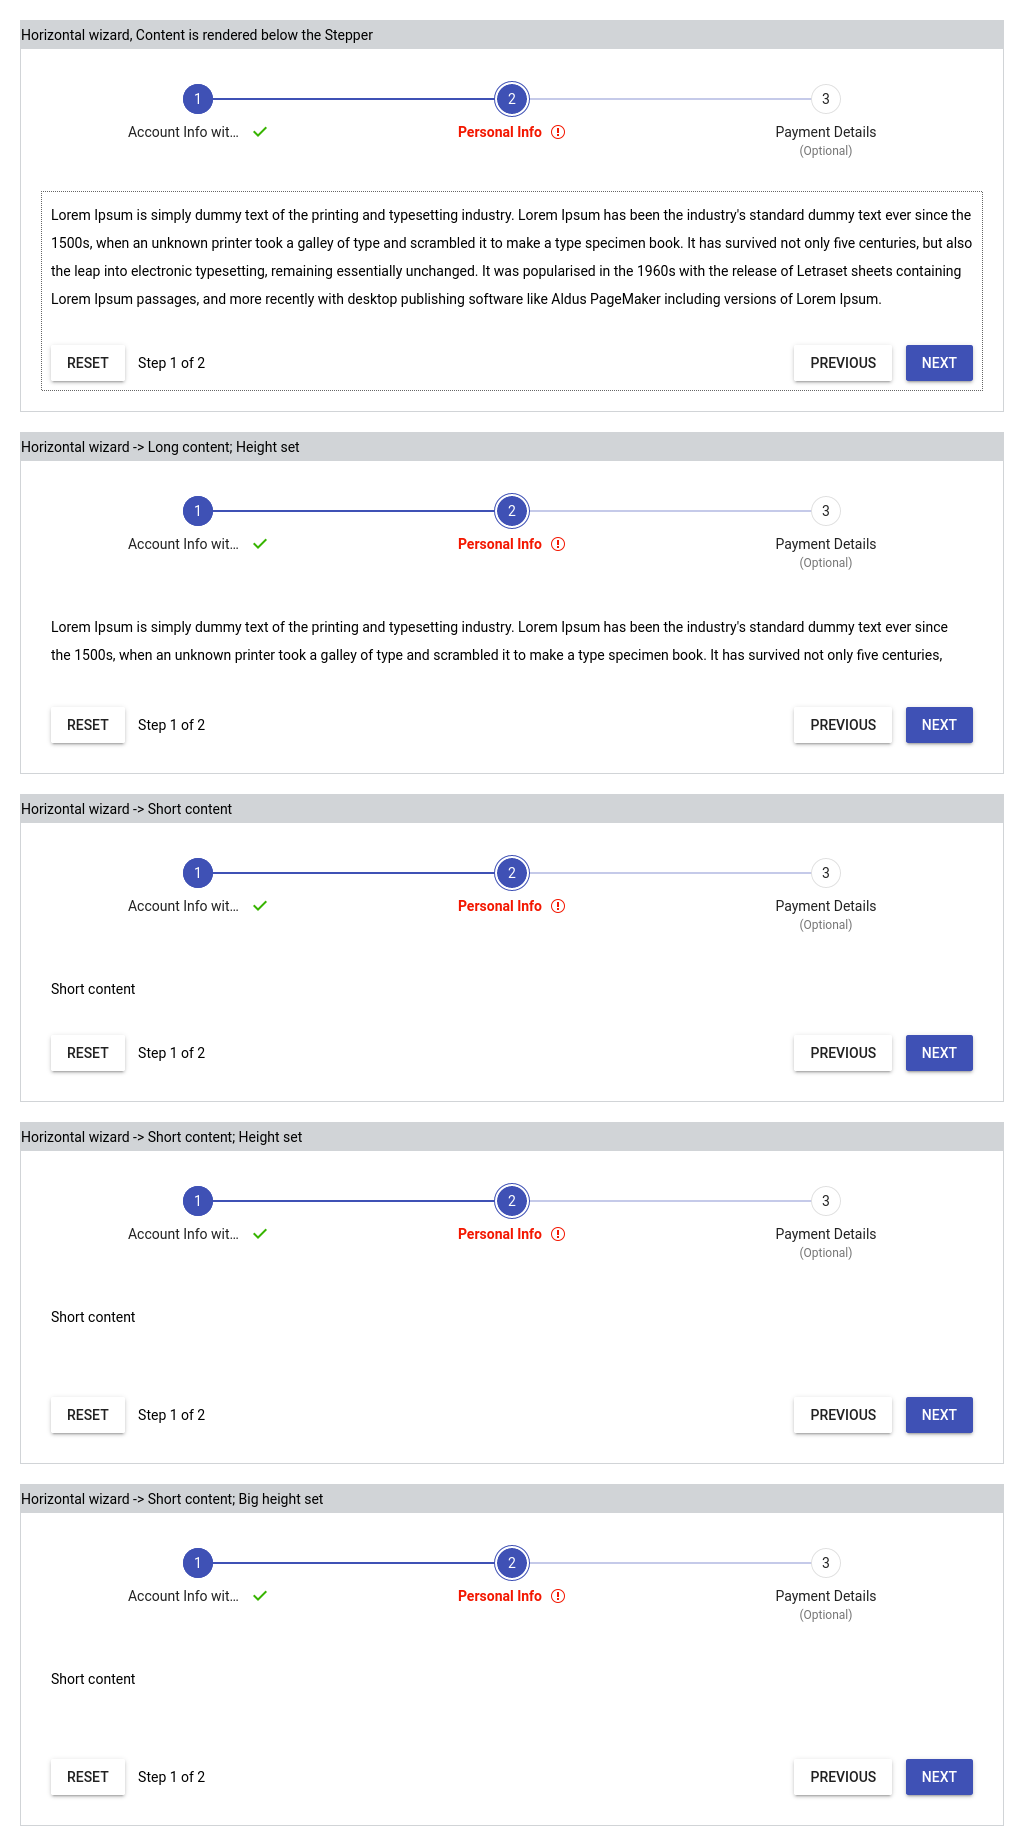 Horizontal wizard, Content is rendered below the Stepper
1 2 3
Account Info wit... Personal Info Payment Details
(Optional)
Lorem Ipsum is simply dummy text of the printing and typesetting industry. Lorem Ipsum has been the industry's standard dummy text ever since the
1500s, when an unknown printer took a galley of type and scrambled it to make a type specimen book. It has survived not only five centuries, but also
the leap into electronic typesetting, remaining essentially unchanged. It was popularised in the 1960s with the release of Letraset sheets containing
Lorem Ipsum passages, and more recently with desktop publishing software like Aldus PageMaker including versions of Lorem Ipsum.
RESET Step 1 of 2 PREVIOUS NEXT
Horizontal wizard -> Long content; Height set
1 2 3
Account Info wit... Personal Info Payment Details
(Optional)
Lorem Ipsum is simply dummy text of the printing and typesetting industry. Lorem Ipsum has been the industry's standard dummy text ever since
the 1500s, when an unknown printer took a galley of type and scrambled it to make a type specimen book. It has survived not only five centuries,
RESET Step 1 of 2 PREVIOUS NEXT
Horizontal wizard -> Short content
1 2 3
Account Info wit... Personal Info Payment Details
(Optional)
Short content
RESET Step 1 of 2 PREVIOUS NEXT
Horizontal wizard -> Short content; Height set
1 2 3
Account Info wit... Personal Info Payment Details
(Optional)
Short content
RESET Step 1 of 2 PREVIOUS NEXT
Horizontal wizard -> Short content; Big height set
1 2 3
Account Info wit... Personal Info Payment Details
(Optional)
Short content
RESET Step 1 of 2 PREVIOUS NEXT